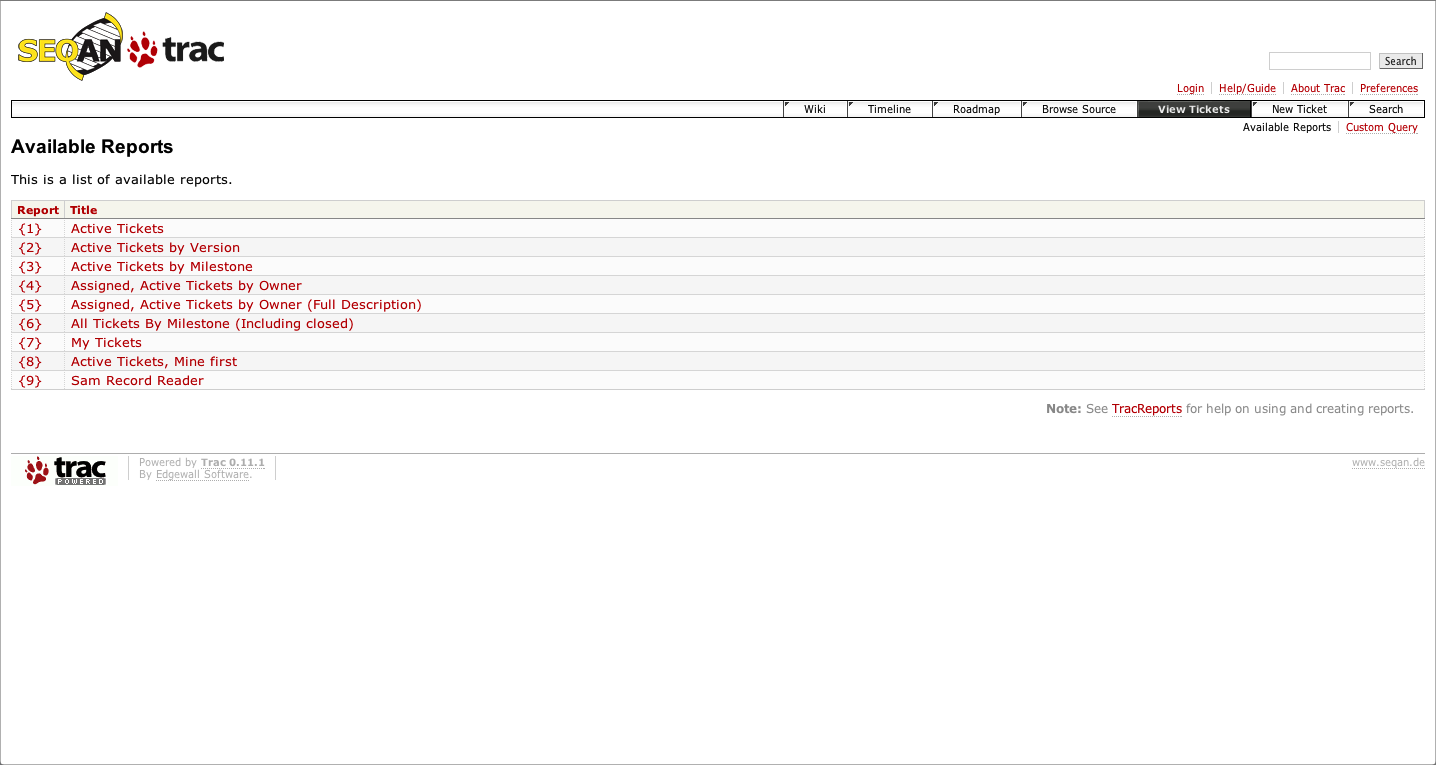 SEQAN trac
Search
Login Help/Guide About Trac Preferences
Wiki Timeline Roadmap Browse Source View Tickets New Ticket Search
Available Reports Custom Query
Available Reports
This is a list of available reports.
Report Title
{1} Active Tickets
{2} Active Tickets by Version
{3} Active Tickets by Milestone
{4} Assigned, Active Tickets by Owner
{5} Assigned, Active Tickets by Owner (Full Description)
{6} All Tickets By Milestone (Including closed)
{7} My Tickets
{8} Active Tickets, Mine first
{9} Sam Record Reader
Note: See TracReports for help on using and creating reports.
trac
POWERED
Powered by Trac 0.11.1
By Edgewall Software.
www.seqan.de